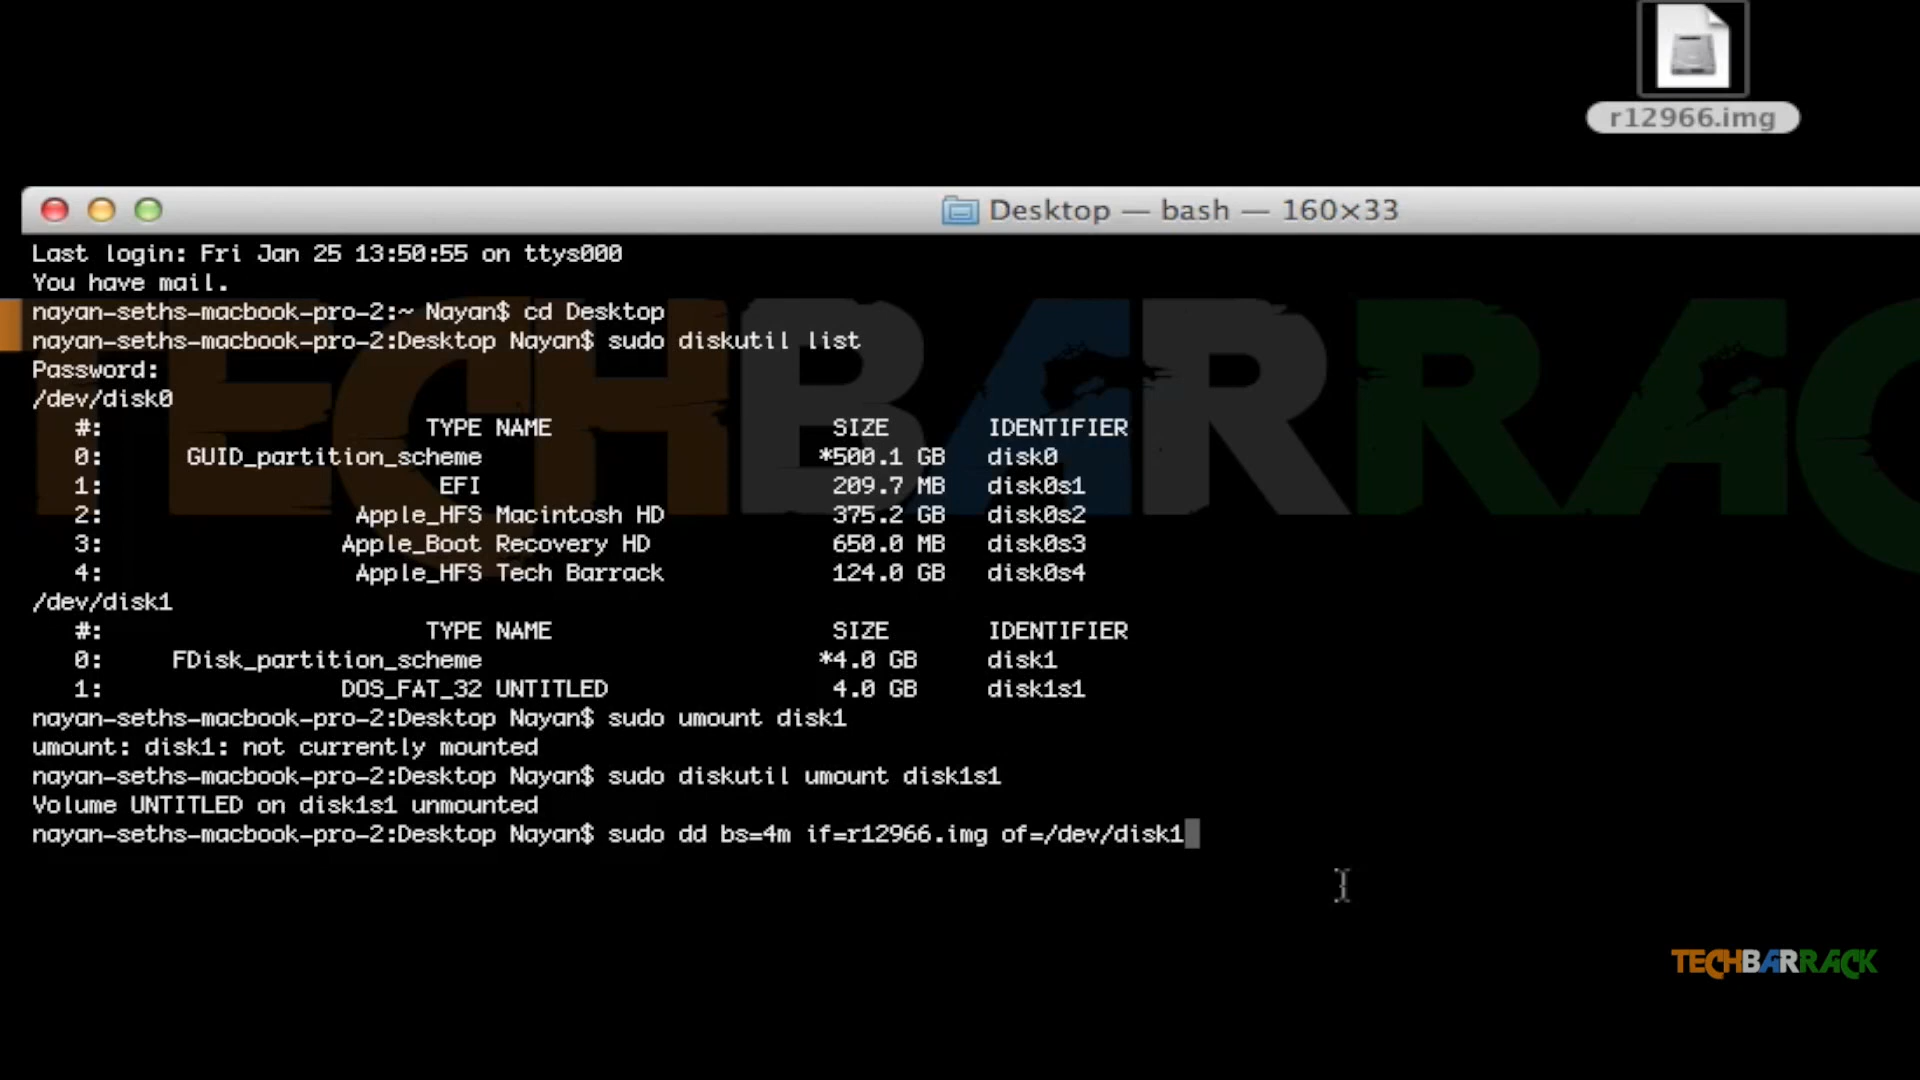 r12966.img
Desktop — bash — 160×33
Last login: Fri Jan 25 13:50:55 on ttys000
You have mail.
nayan-seths-macbook-pro-2:~ Nayan$ cd Desktop
nayan-seths-macbook-pro-2:Desktop Nayan$ sudo diskutil list
Password:
/dev/disk0
#: TYPE NAME SIZE IDENTIFIER
0: GUID_partition_scheme *500.1 GB disk0
1: EFI 209.7 MB disk0s1
2: Apple_HFS Macintosh HD 375.2 GB disk0s2
3: Apple_Boot Recovery HD 650.0 MB disk0s3
4: Apple_HFS Tech Barrack 124.0 GB disk0s4
/dev/disk1
#: TYPE NAME SIZE IDENTIFIER
0: FDisk_partition_scheme *4.0 GB disk1
1: DOS_FAT_32 UNTITLED 4.0 GB disk1s1
nayan-seths-macbook-pro-2:Desktop Nayan$ sudo umount disk1
umount: disk1: not currently mounted
nayan-seths-macbook-pro-2:Desktop Nayan$ sudo diskutil umount disk1s1
Volume UNTITLED on disk1s1 unmounted
nayan-seths-macbook-pro-2:Desktop Nayan$ sudo dd bs=4m if=r12966.img of=/dev/disk1
TECHBARRACK
TECHBARRACK